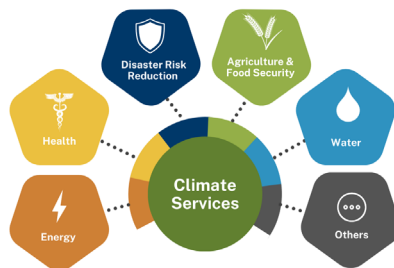 Disaster Risk
Reduction
Agriculture &
Food Security
Health
Water
Climate
Services
Energy
Others